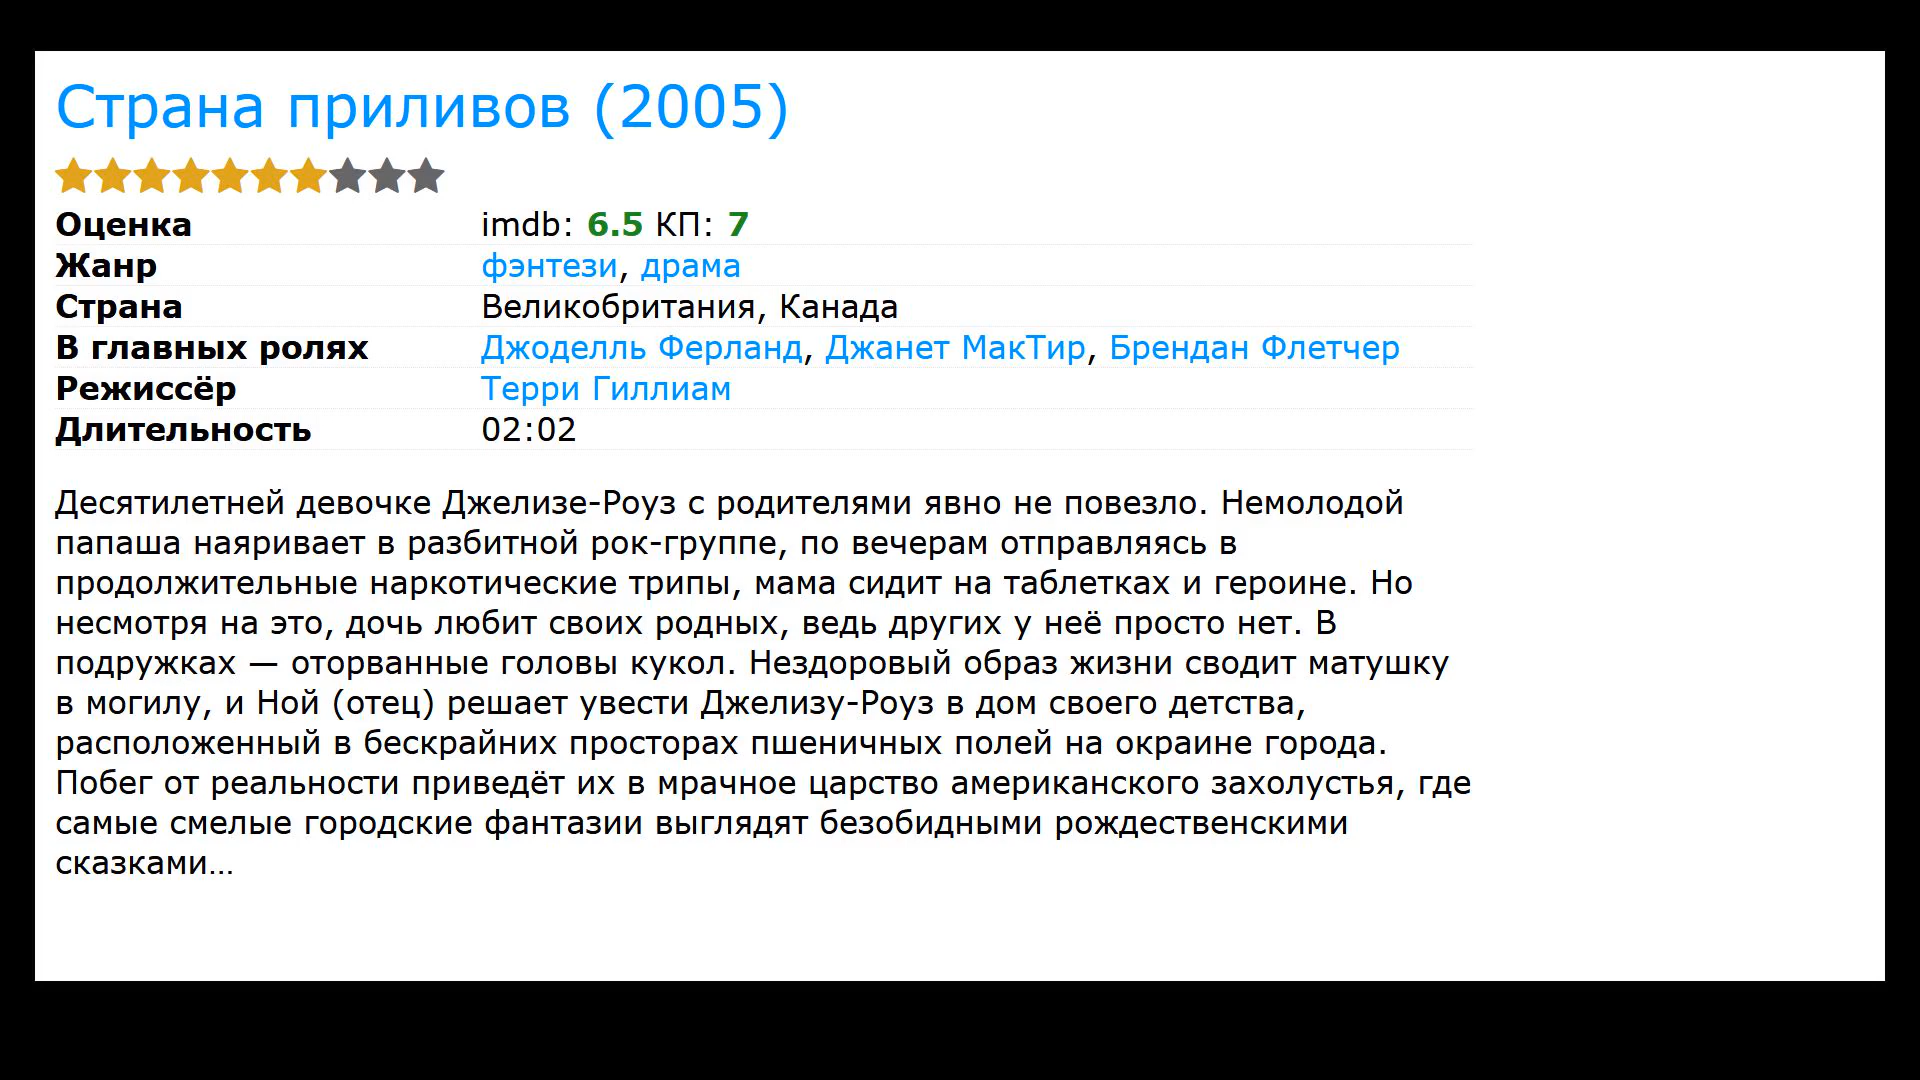 Страна приливов (2005)
Оценка imdb: 6.5 КП: 7
Жанр фэнтези, драма
Страна Великобритания, Канада
В главных ролях Джоделль Ферланд, Джанет МакТир, Брендан Флетчер
Режиссёр Терри Гиллиам
Длительность 02:02
Десятилетней девочке Джелизе-Роуз с родителями явно не повезло. Немолодой
папаша наяривает в разбитной рок-группе, по вечерам отправляясь в
продолжительные наркотические трипы, мама сидит на таблетках и героине. Но
несмотря на это, дочь любит своих родных, ведь других у неё просто нет. В
подружках — оторванные головы кукол. Нездоровый образ жизни сводит матушку
в могилу, и Ной (отец) решает увести Джелизу-Роуз в дом своего детства,
расположенный в бескрайних просторах пшеничных полей на окраине города.
Побег от реальности приведёт их в мрачное царство американского захолустья, где
самые смелые городские фантазии выглядят безобидными рождественскими
сказками...